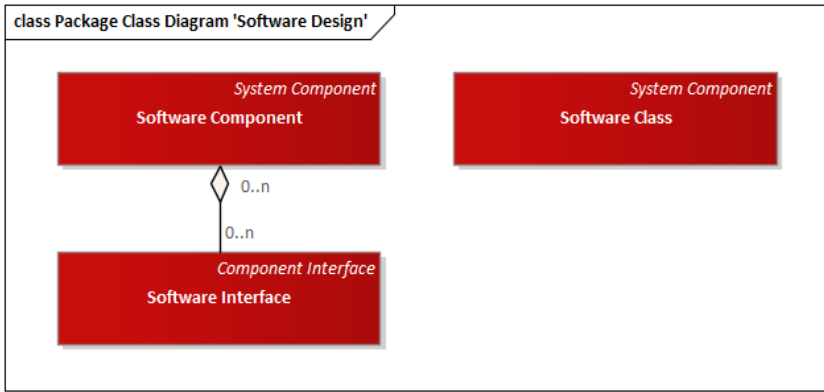 class Package Class Diagram 'Software Design'
System Component
Software Component
System Component
Software Class
0..n
0..n
Component Interface
Software Interface